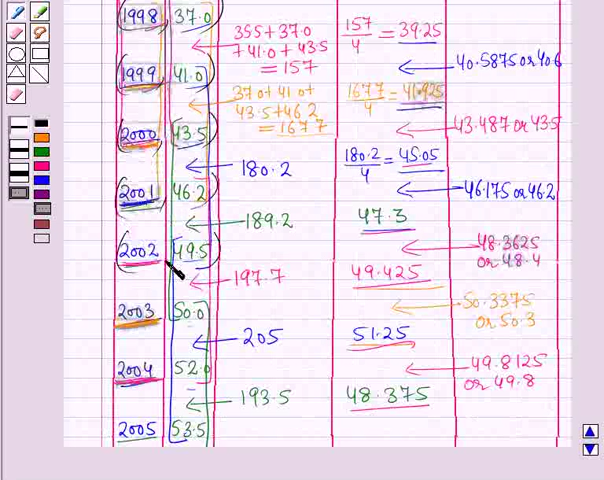 1998 37.0
355+37.0
+41.0+43.5
=157
157/4 = 39.25
1999 41.0
40.5875 or 40.6
370+41.0+
43.5+46.2
=167.7
167.7/4 = 41.925
2000 43.5
43.487 or 43.5
180.2
180.2/4 = 45.05
2001 46.2
46.175 or 46.2
189.2
47.3
2002 49.5
48.3625
or 48.4
197.7
49.425
2003 50.0
50.3375
or 50.3
205
51.25
2004 52.0
49.8125
or 49.8
193.5
48.375
2005 53.5